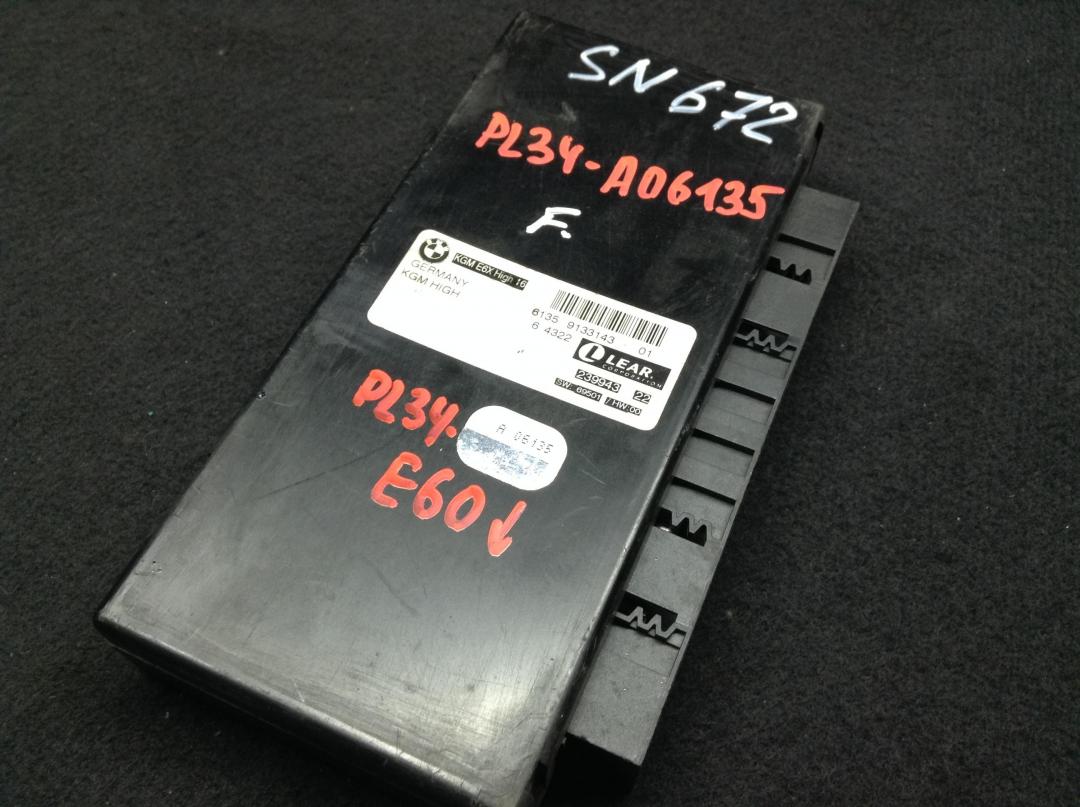 SN672
PL34-A06135
F.
KGM E6X High 16
GERMANY
KGM HIGH
6135 9133143 01
6 4322
LEAR
CORPORATION
239943 22
SW: 69501 / HW:00
PL34-
A 06135
E60↓